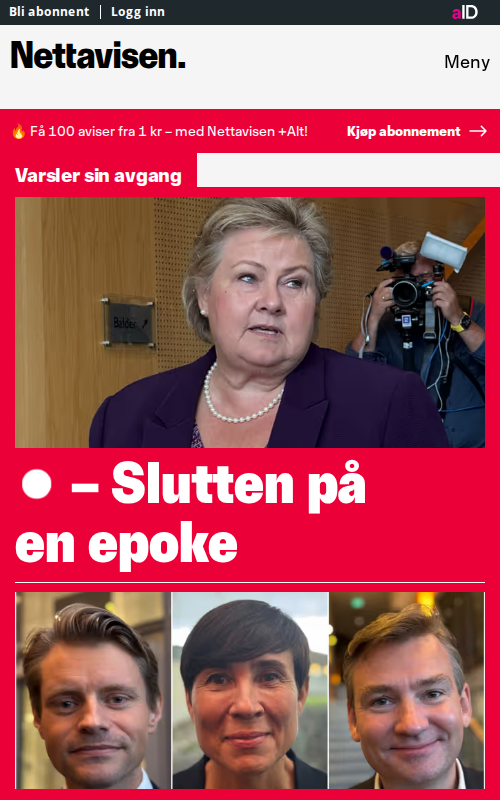 Bli abonnent | Logg inn
aID
Nettavisen.
Meny
🔥 Få 100 aviser fra 1 kr – med Nettavisen +Alt!
Kjøp abonnement →
Varsler sin avgang
Balder
– Slutten på
en epoke